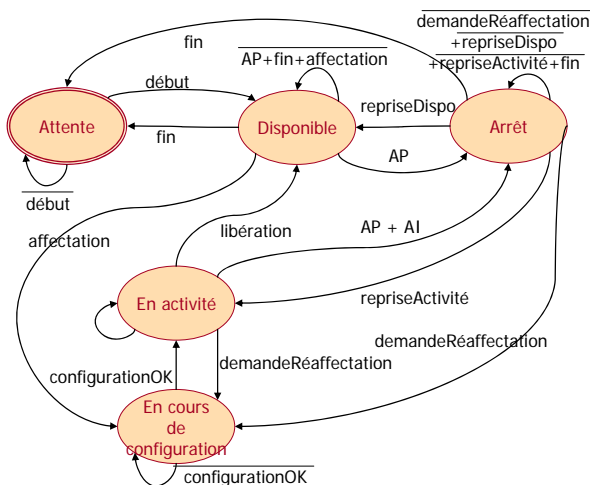 demandeRéaffectation
fin
+repriseDispo
AP+fin+affectation
+repriseActivité+fin
début
repriseDispo
Attente
Disponible
Arrêt
fin
AP
début
affectation
libération
AP + AI
En activité
repriseActivité
demandeRéaffectation
demandeRéaffectation
configurationOK
En cours
de
configuration
configurationOK